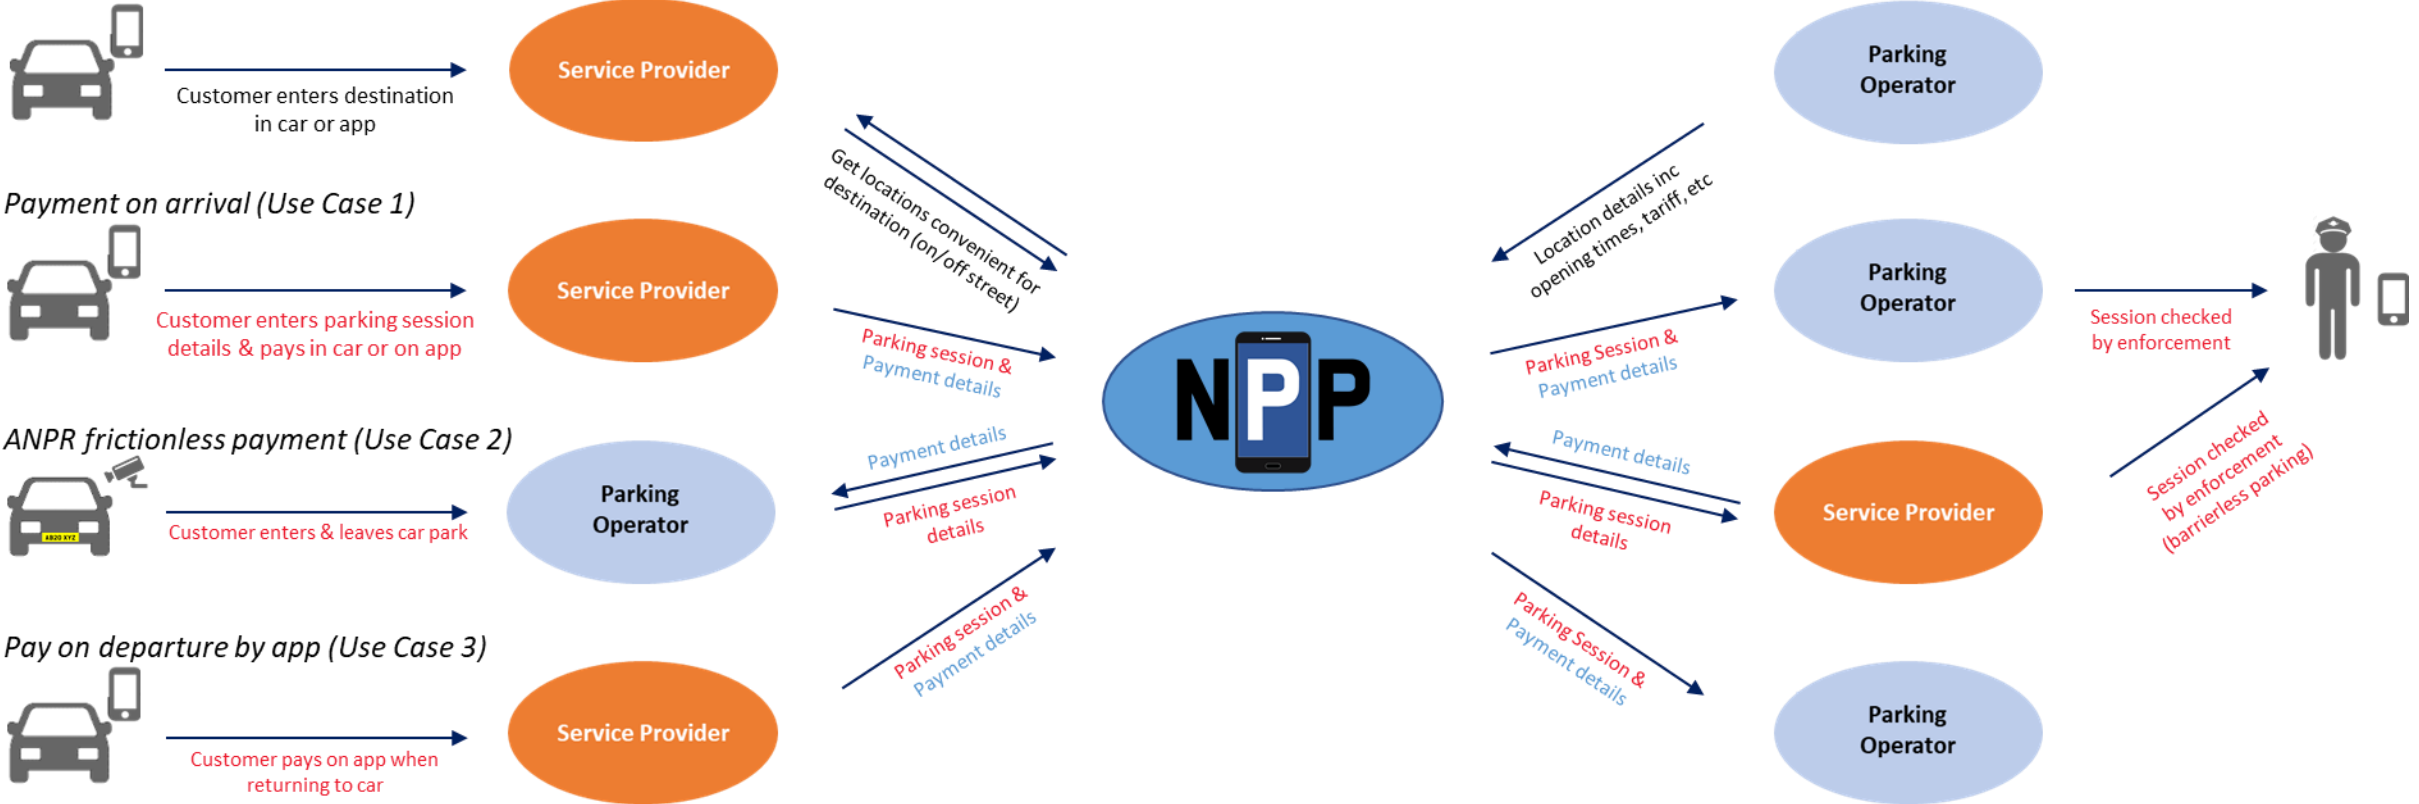 Service Provider
Customer enters destination
in car or app
Payment on arrival (Use Case 1)
Service Provider
Customer enters parking session
details & pays in car or on app
ANPR frictionless payment (Use Case 2)
AB20 XYZ
Customer enters & leaves car park
Parking
Operator
Pay on departure by app (Use Case 3)
Service Provider
Customer pays on app when
returning to car
Get locations convenient for
destination (on/off street)
Parking session &
Payment details
Payment details
Parking session
details
Parking session &
Payment details
NPP
Location details inc
opening times, tariff, etc
Parking Session &
Payment details
Payment details
Parking session
details
Parking Session &
Payment details
Parking
Operator
Parking
Operator
Service Provider
Parking
Operator
Session checked
by enforcement
Session checked
by enforcement
(barrierless parking)